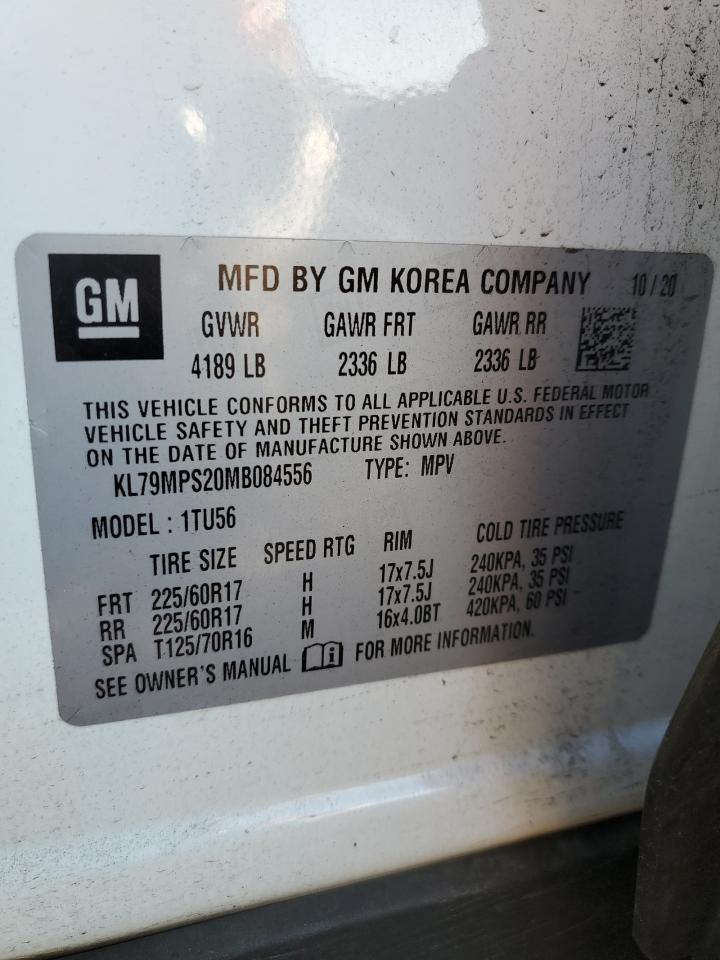 GM
MFD BY GM KOREA COMPANY 10 / 20
GVWR GAWR FRT GAWR RR
4189 LB 2336 LB 2336 LB
THIS VEHICLE CONFORMS TO ALL APPLICABLE U.S. FEDERAL MOTOR
VEHICLE SAFETY AND THEFT PREVENTION STANDARDS IN EFFECT
ON THE DATE OF MANUFACTURE SHOWN ABOVE.
KL79MPS20MB084556 TYPE: MPV
MODEL : 1TU56
TIRE SIZE SPEED RTG RIM COLD TIRE PRESSURE
FRT 225/60R17 H 17x7.5J 240KPA, 35 PSI
RR 225/60R17 H 17x7.5J 240KPA, 35 PSI
SPA T125/70R16 M 16x4.0BT 420KPA, 60 PSI
SEE OWNER'S MANUAL i FOR MORE INFORMATION.